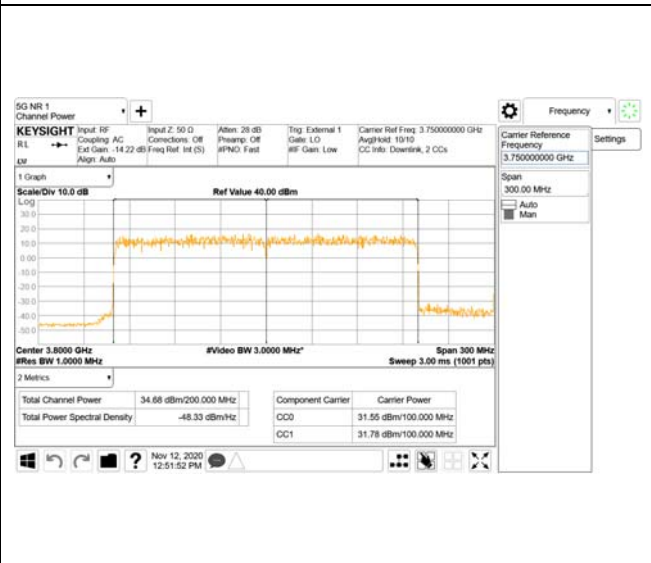 5G NR 1
Channel Power
+
Frequency
KEYSIGHT
RL
Input: RF
Coupling: AC
Ext Gain: -14.22 dB
Align: Auto
Input Z: 50 Ω
Corrections: Off
Freq Ref: Int (S)
Atten: 28 dB
Preamp: Off
#PNO: Fast
Trig: External 1
Gate: LO
#IF Gain: Low
Carrier Ref Freq: 3.750000000 GHz
Avg|Hold: 10/10
CC Info: Downlink, 2 CCs
Carrier Reference
Frequency
3.750000000 GHz
Settings
Span
300.00 MHz
Auto
Man
1 Graph
Scale/Div 10.0 dB
Ref Value 40.00 dBm
Log
30.0
20.0
10.0
0.00
-10.0
-20.0
-30.0
-40.0
-50.0
Center 3.8000 GHz
#Video BW 3.0000 MHz*
Span 300 MHz
#Res BW 1.0000 MHz
Sweep 3.00 ms (1001 pts)
2 Metrics
Total Channel Power
34.68 dBm/200.000 MHz
Total Power Spectral Density
-48.33 dBm/Hz
Component Carrier
Carrier Power
CC0
31.55 dBm/100.000 MHz
CC1
31.78 dBm/100.000 MHz
?
Nov 12, 2020
12:51:52 PM